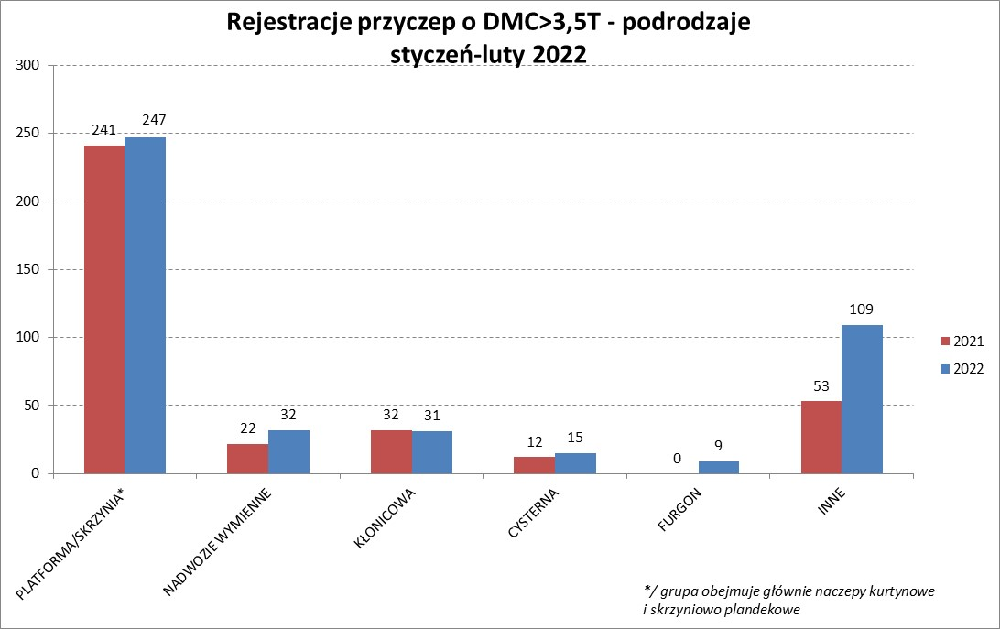 Rejestracje przyczep o DMC>3,5T - podrodzaje
styczeń-luty 2022
300
250
200
150
100
50
0
241
247
22
32
32
31
12
15
0
9
53
109
PLATFORMA/SKRZYNIA*
NADWOZIE WYMIENNE
KŁONICOWA
CYSTERNA
FURGON
INNE
2021
2022
*/ grupa obejmuje głównie naczepy kurtynowe
i skrzyniowo plandekowe